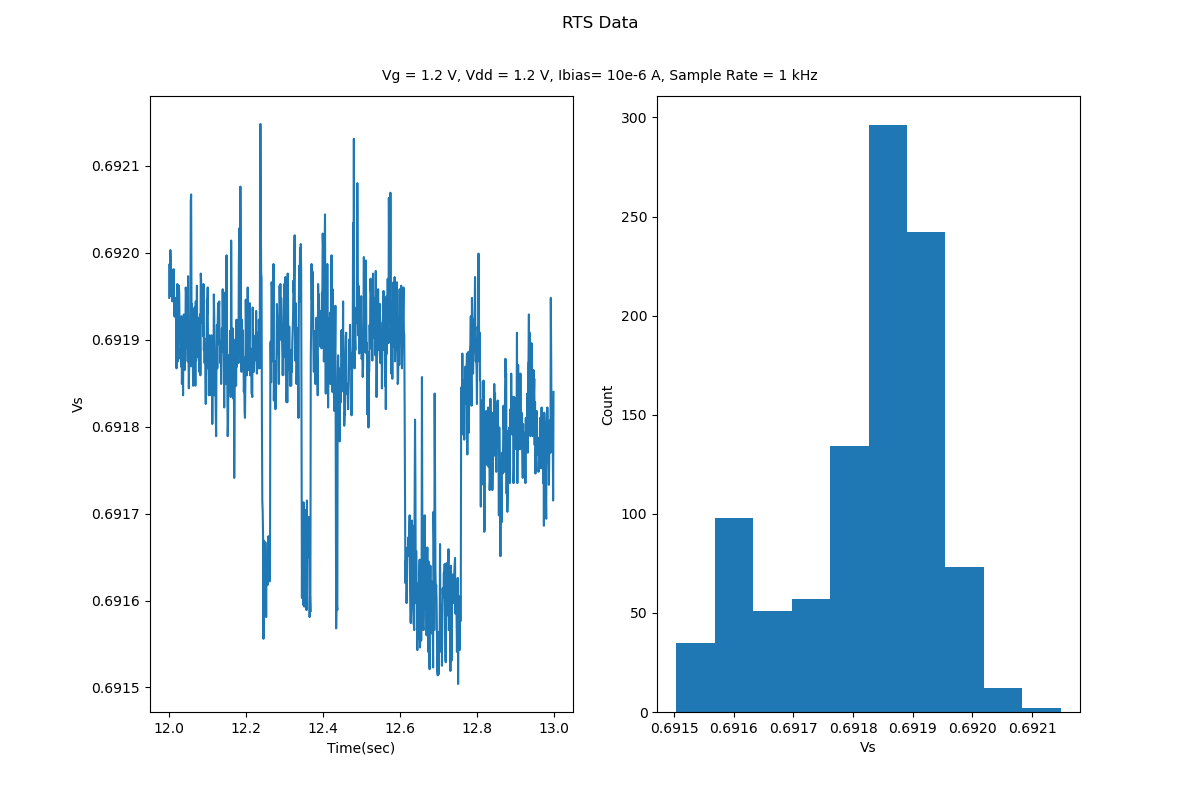 RTS Data
Vg = 1.2 V, Vdd = 1.2 V, Ibias= 10e-6 A, Sample Rate = 1 kHz
Vs
0.6921
0.6920
0.6919
0.6918
0.6917
0.6916
0.6915
12.0 12.2 12.4 12.6 12.8 13.0
Time(sec)
Count
300
250
200
150
100
50
0
0.6915 0.6916 0.6917 0.6918 0.6919 0.6920 0.6921
Vs